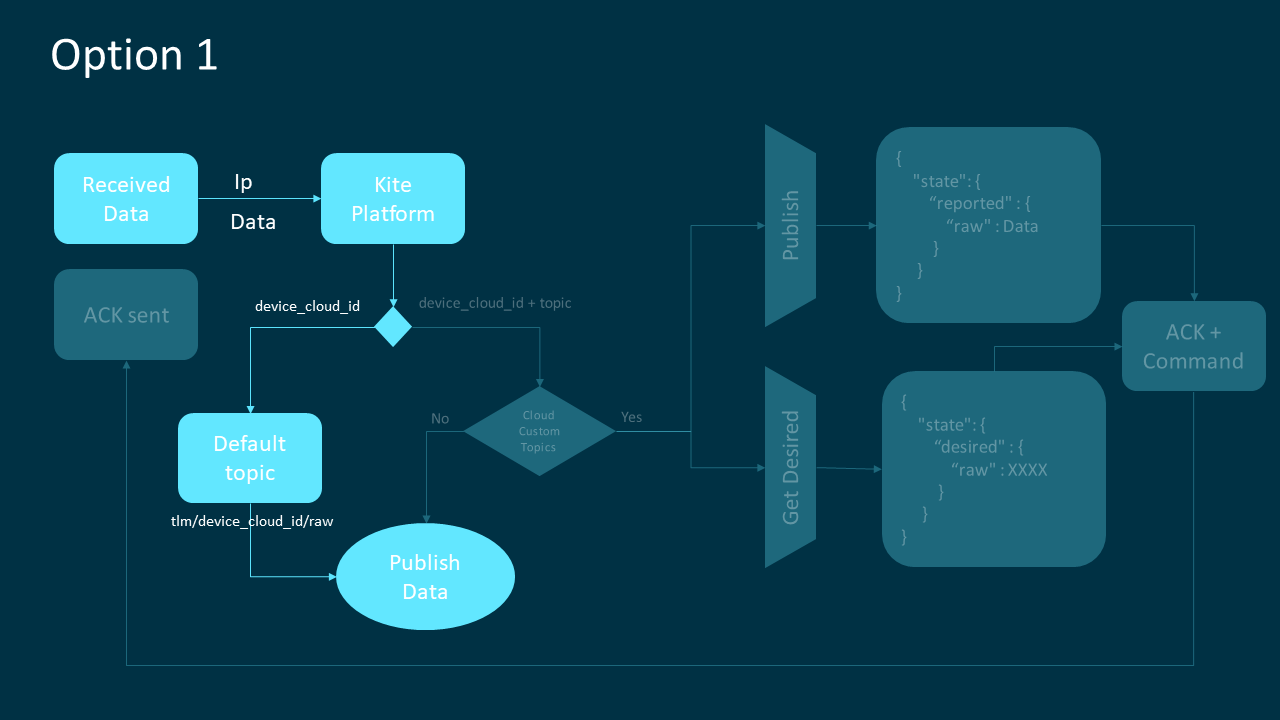 Option 1
Received
Data
Ip
Data
Kite
Platform
ACK sent
device_cloud_id
device_cloud_id + topic
Default
topic
tlm/device_cloud_id/raw
Publish
Data
No
Cloud
Custom
Topics
Yes
Publish
{
"state": {
“reported" : {
“raw" : Data
}
}
}
Get Desired
{
"state": {
“desired" : {
“raw" : XXXX
}
}
}
ACK +
Command